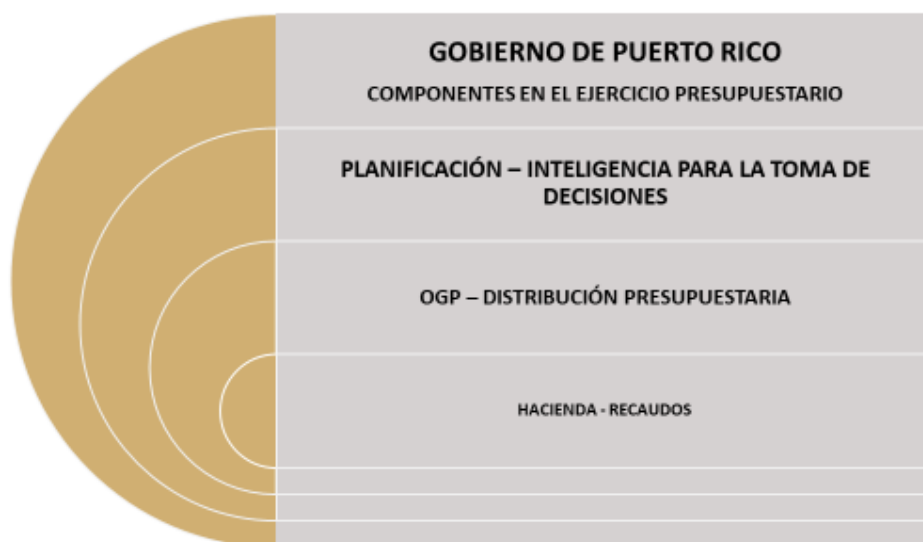 GOBIERNO DE PUERTO RICO
COMPONENTES EN EL EJERCICIO PRESUPUESTARIO
PLANIFICACIÓN – INTELIGENCIA PARA LA TOMA DE
DECISIONES
OGP – DISTRIBUCIÓN PRESUPUESTARIA
HACIENDA - RECAUDOS